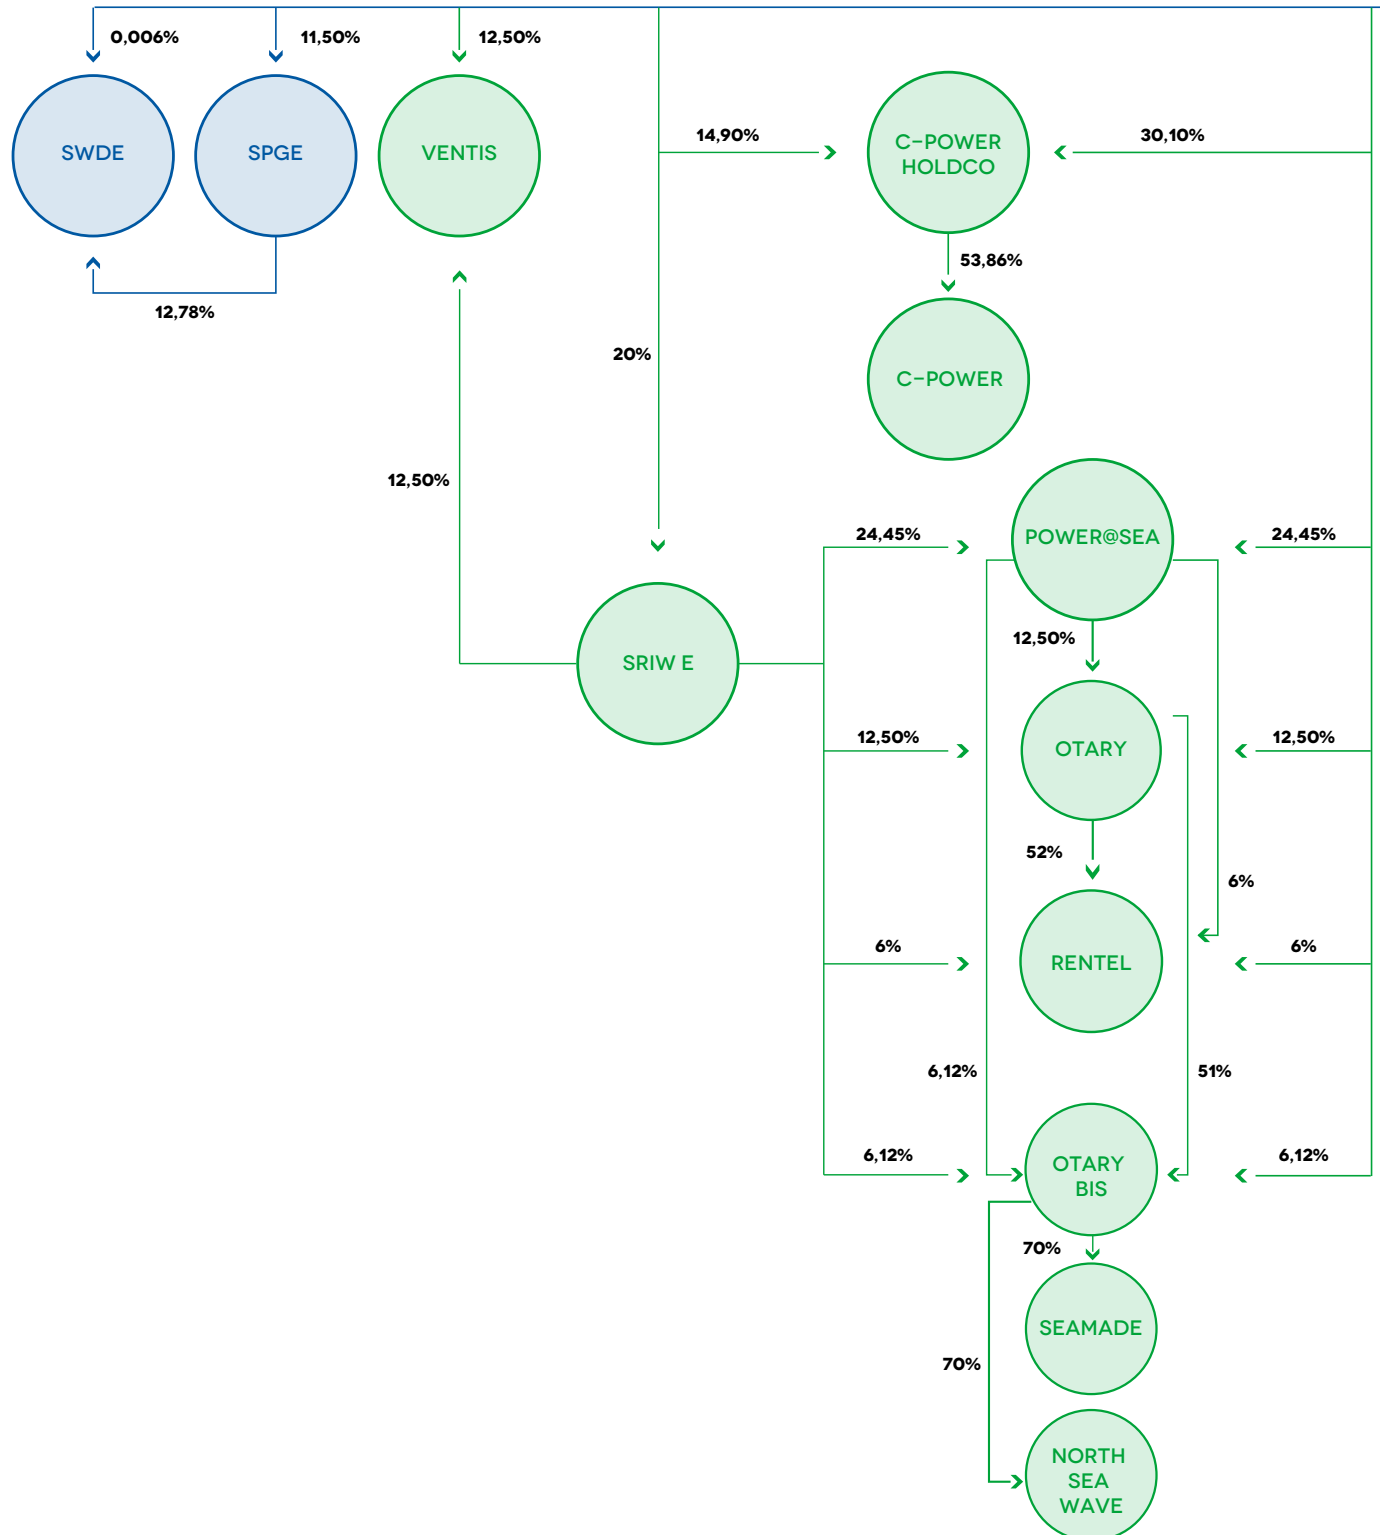 0,006%
11,50%
12,50%
SWDE
SPGE
VENTIS
14,90%
C-POWER
HOLDCO
30,10%
53,86%
12,78%
20%
C-POWER
12,50%
24,45%
POWER@SEA
24,45%
12,50%
SRIW E
12,50%
OTARY
12,50%
52%
6%
6%
RENTEL
6%
6,12%
51%
6,12%
OTARY
BIS
6,12%
70%
SEAMADE
70%
NORTH
SEA
WAVE